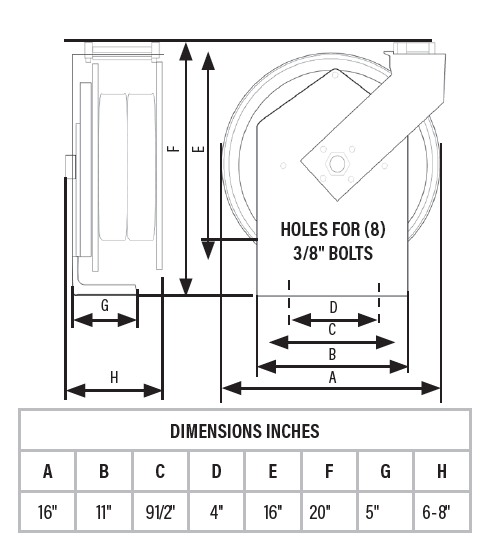 F
E
HOLES FOR (8)
3/8" BOLTS
G
D
C
B
H
A
DIMENSIONS INCHES
A B C D E F G H
16" 11" 91/2" 4" 16" 20" 5" 6-8"